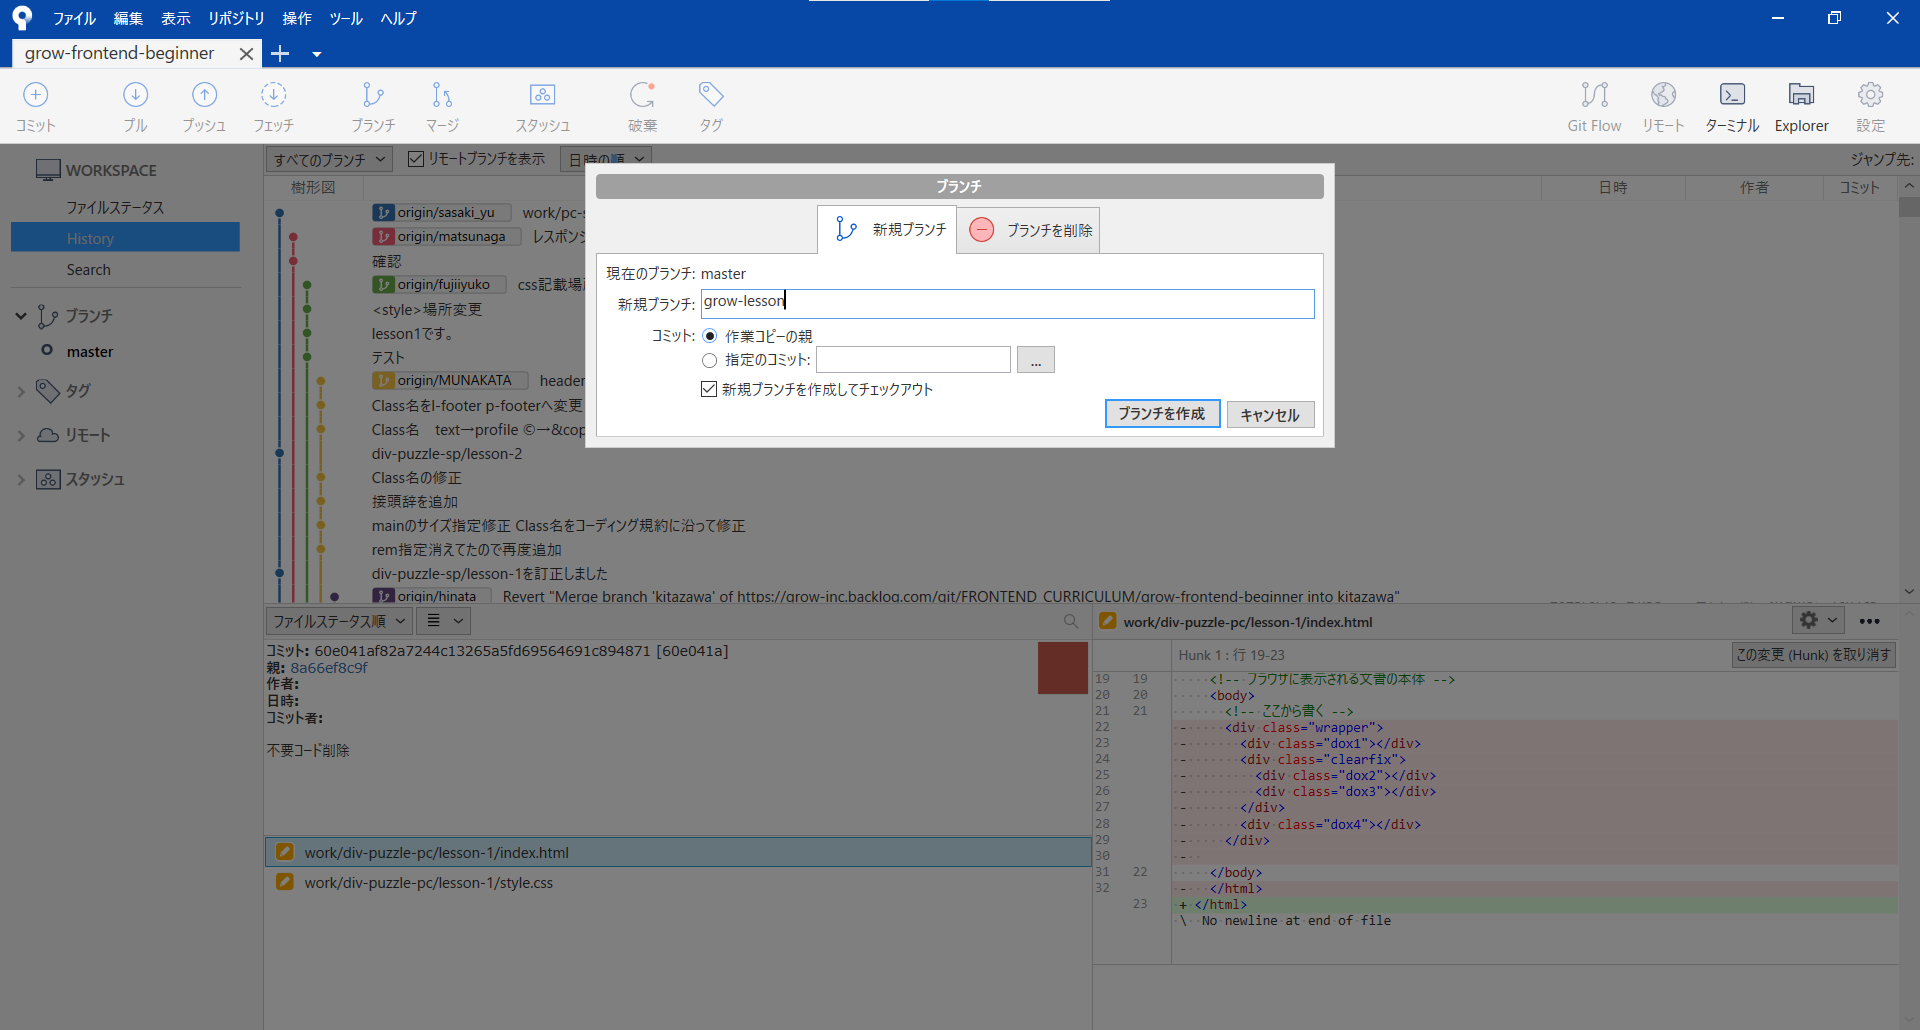 ファイル 編集 表示 リポジトリ 操作 ツール ヘルプ
grow-frontend-beginner
コミット プル プッシュ フェッチ ブランチ マージ スタッシュ 破棄 タグ Git Flow リモート ターミナル Explorer 設定
WORKSPACE
ファイルステータス
History
Search
ブランチ
master
タグ
リモート
スタッシュ
すべてのブランチ リモートブランチを表示 日時の順 ジャンプ先:
樹形図 日時 作者 コミット
origin/sasaki_yu work/pc-s
origin/matsunaga レスポンシ
確認
origin/fujiiyuko css記載場所
<style>場所変更
lesson1です。
テスト
origin/MUNAKATA header
Class名をl-footer p-footerへ変更
Class名　text→profile ©→&cop
div-puzzle-sp/lesson-2
Class名の修正
接頭辞を追加
mainのサイズ指定修正 Class名をコーディング規約に沿って修正
rem指定消えてたので再度追加
div-puzzle-sp/lesson-1を訂正しました
origin/hinata Revert "Merge branch 'kitazawa' of https://grow-inc.backlog.com/git/FRONTEND_CURRICULUM/grow-frontend-beginner into kitazawa"
ブランチ
新規ブランチ ブランチを削除
現在のブランチ: master
新規ブランチ: grow-lesson
コミット: 作業コピーの親
指定のコミット: ...
新規ブランチを作成してチェックアウト
ブランチを作成 キャンセル
ファイルステータス順
コミット: 60e041af82a7244c13265a5fd69564691c894871 [60e041a]
親: 8a66ef8c9f
作者:
日時:
コミット者:
不要コード削除
work/div-puzzle-pc/lesson-1/index.html
work/div-puzzle-pc/lesson-1/style.css
work/div-puzzle-pc/lesson-1/index.html
Hunk 1 : 行 19-23 この変更 (Hunk) を取り消す
19 19 <!-- ブラウザに表示される文書の本体 -->
20 20 <body>
21 21 <!-- ここから書く -->
22 - <div class="wrapper">
23 - <div class="dox1"></div>
24 - <div class="clearfix">
25 - <div class="dox2"></div>
26 - <div class="dox3"></div>
27 - </div>
28 - <div class="dox4"></div>
29 - </div>
30 -
31 22 </body>
32 - </html>
23 + </html>
\ No newline at end of file